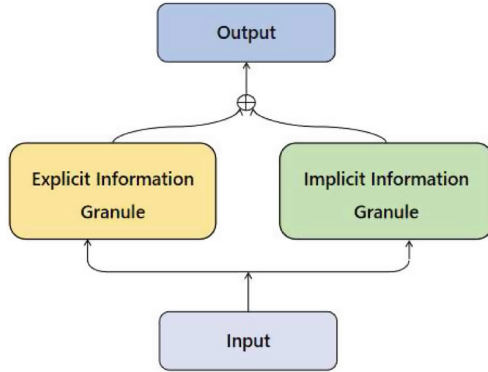 Output
Explicit Information
Granule
Implicit Information
Granule
Input